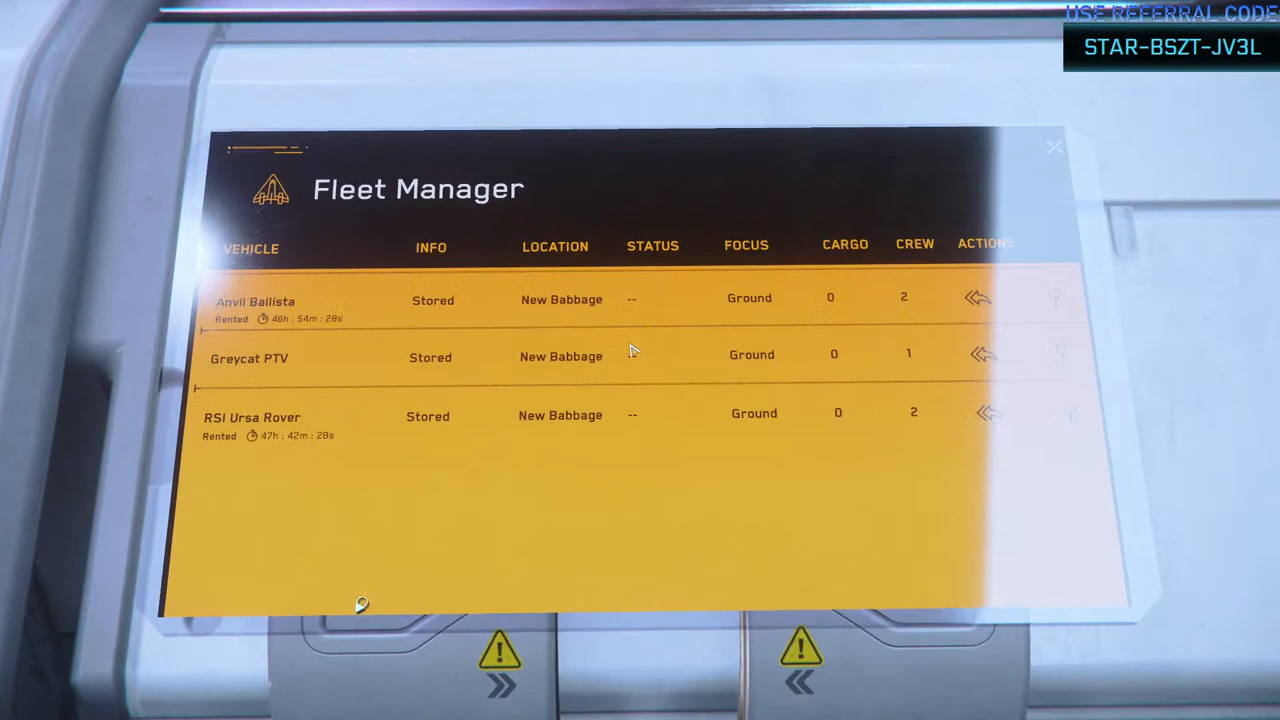 USE REFERRAL CODE
STAR-BSZT-JV3L
Fleet Manager
VEHICLE INFO LOCATION STATUS FOCUS CARGO CREW ACTIONS
Anvil Ballista Stored New Babbage -- Ground 0 2
Rented 46h : 54m : 28s
Greycat PTV Stored New Babbage -- Ground 0 1
RSI Ursa Rover Stored New Babbage -- Ground 0 2
Rented 47h : 42m : 28s